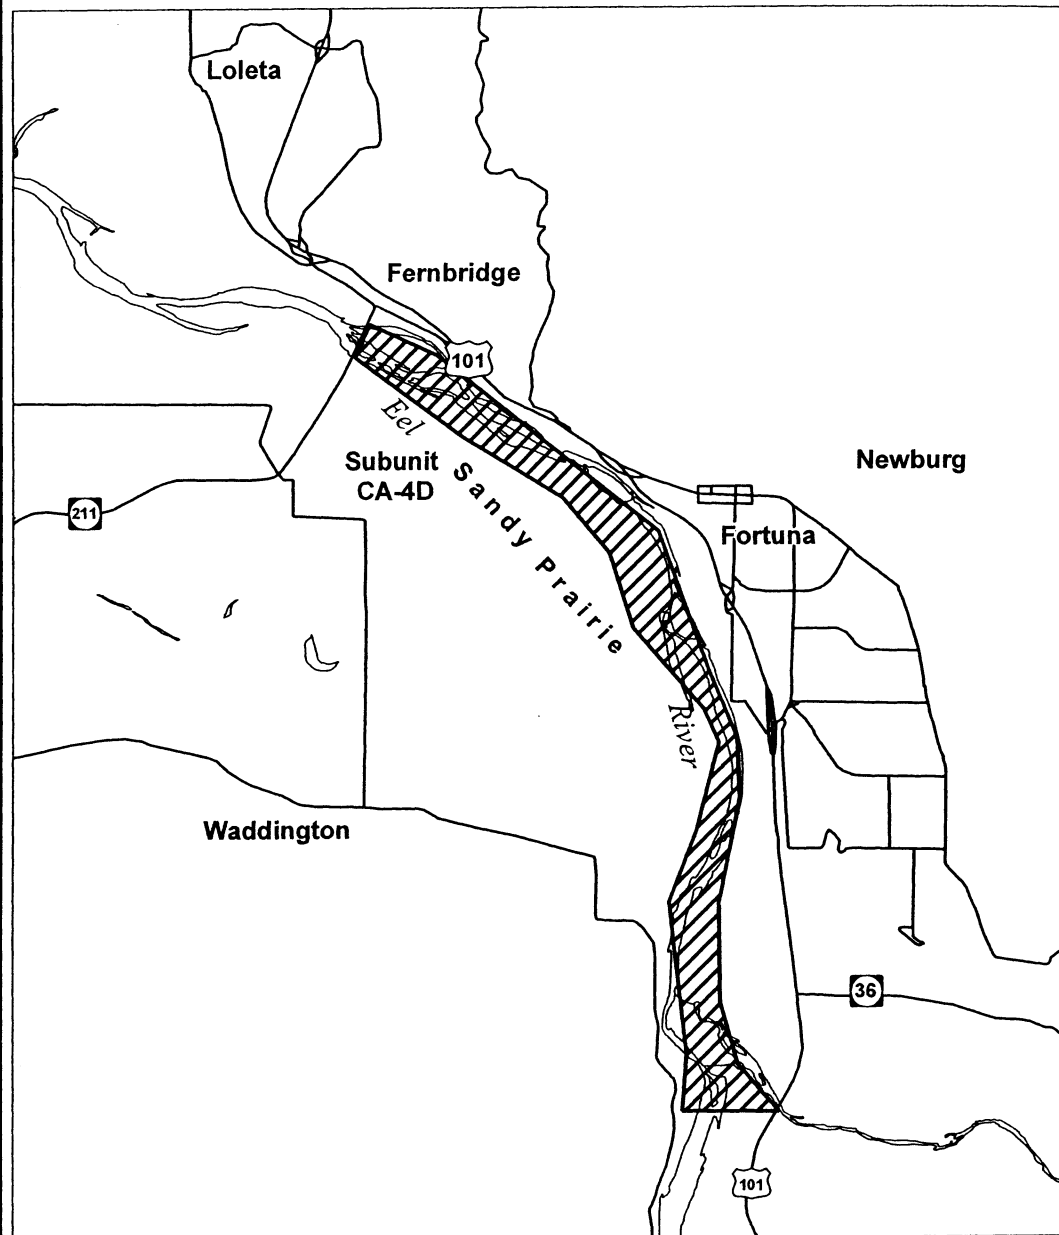 Loleta
Fernbridge
101
Eel
Subunit
CA-4D
Sandy Prairie
Newburg
211
Fortuna
River
Waddington
36
101